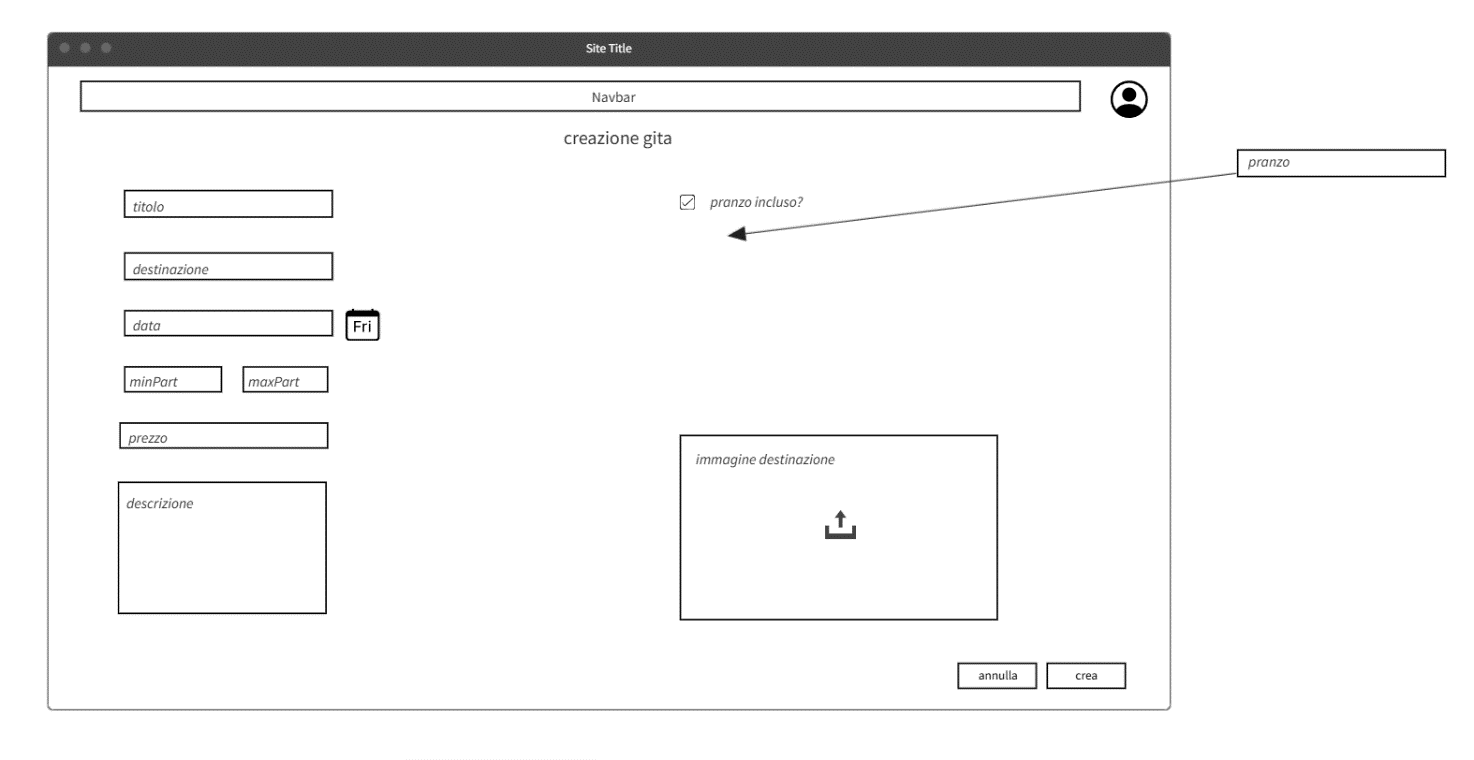 Site Title
Navbar
creazione gita
pranzo
titolo
pranzo incluso?
destinazione
data
Fri
minPart
maxPart
prezzo
immagine destinazione
descrizione
annulla
crea